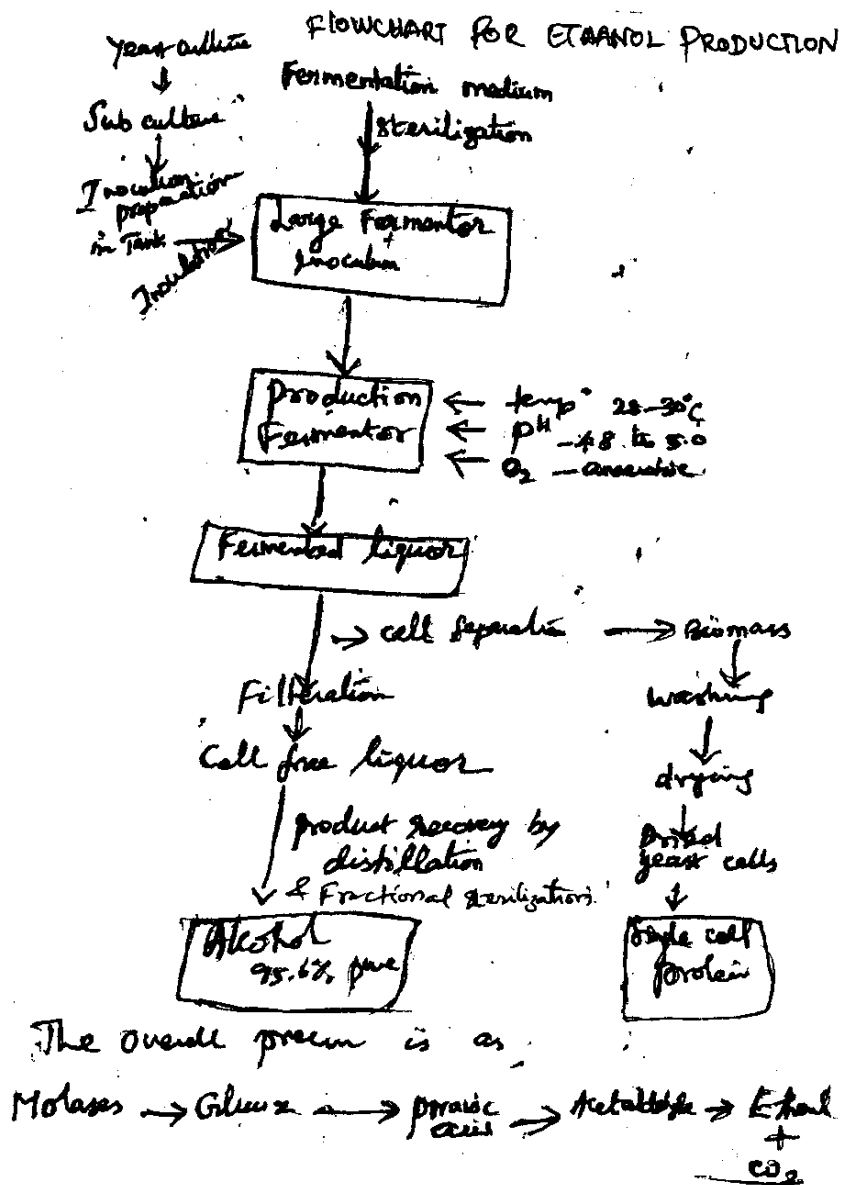 FLOWCHART FOR ETHANOL PRODUCTION
Yeast culture
Sub culture
Inoculum
preparation
in Tank
Inoculation
Fermentation medium
Sterilization
Large Fermentor
+
Inoculum
Production
Fermentor
temp° 28-30°C
pH -4.8 to 5.0
O2 - anaerobic
Fermented liquor
cell separation
Biomass
Filteration
washing
Cell free liquor
drying
product recovery by
distillation
& Fractional sterilizations
Dried
yeast cells
Alcohol
95.6% pure
Single cell
protein
The overall process is as
Molases → Glucose → pyruvic
acid → Acetaldehyde → Ethanol
+
CO2